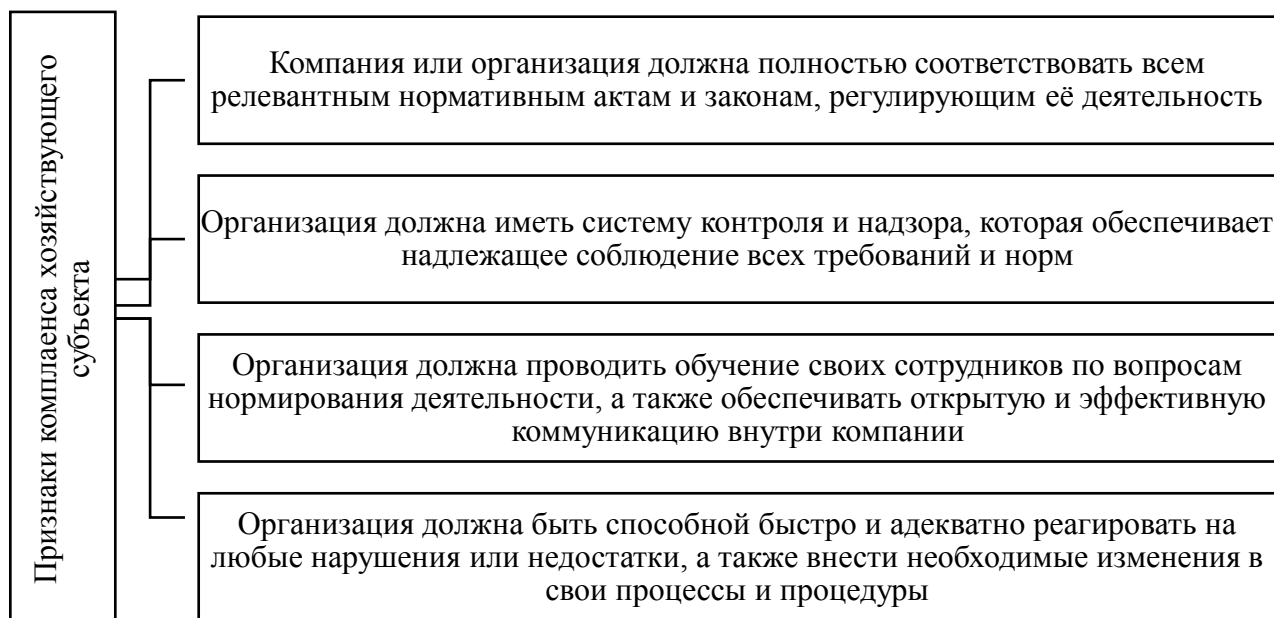 Признаки комплаенса хозяйствующего
субъекта
Компания или организация должна полностью соответствовать всем
релевантным нормативным актам и законам, регулирующим её деятельность
Организация должна иметь систему контроля и надзора, которая обеспечивает
надлежащее соблюдение всех требований и норм
Организация должна проводить обучение своих сотрудников по вопросам
нормирования деятельности, а также обеспечивать открытую и эффективную
коммуникацию внутри компании
Организация должна быть способной быстро и адекватно реагировать на
любые нарушения или недостатки, а также внести необходимые изменения в
свои процессы и процедуры